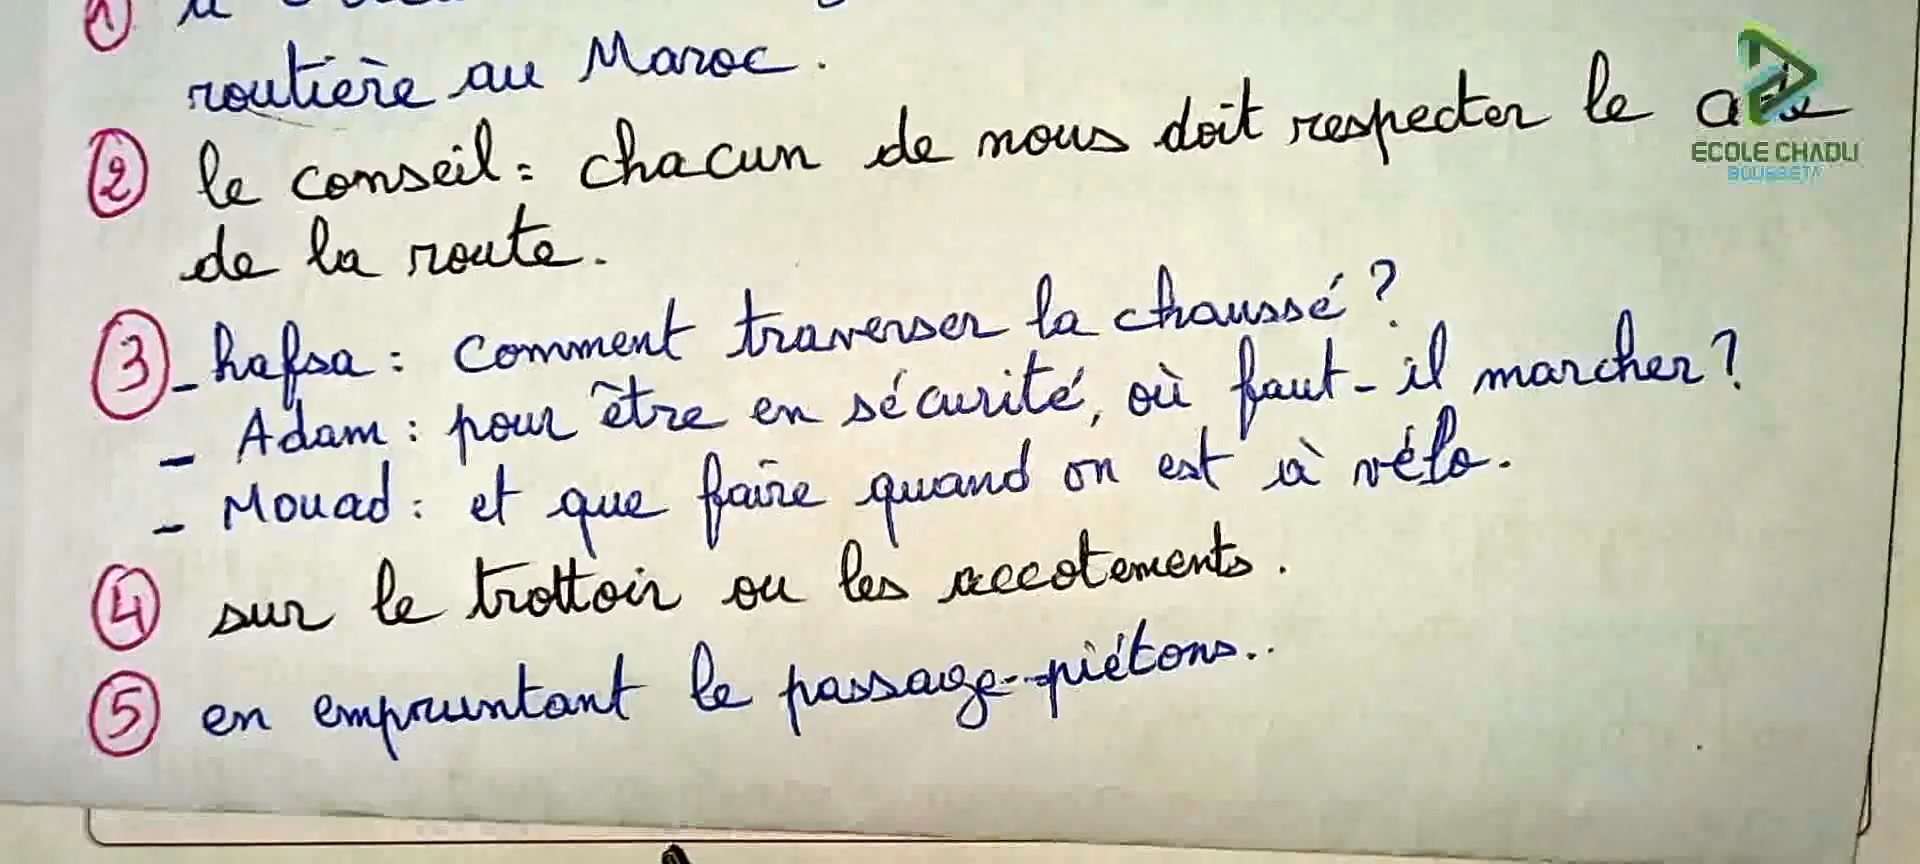 ①
routière au Maroc.
② le conseil: chacun de nous doit respecter le
de la route.
③ - hafsa: comment traverser la chaussé?
- Adam: pour être en sécurité, où faut-il marcher?
- Mouad: et que faire quand on est à vélo.
④ sur le trottoir ou les accotements.
⑤ en empruntant le passage-piétons..
ECOLE CHADLI
BOUSSETA